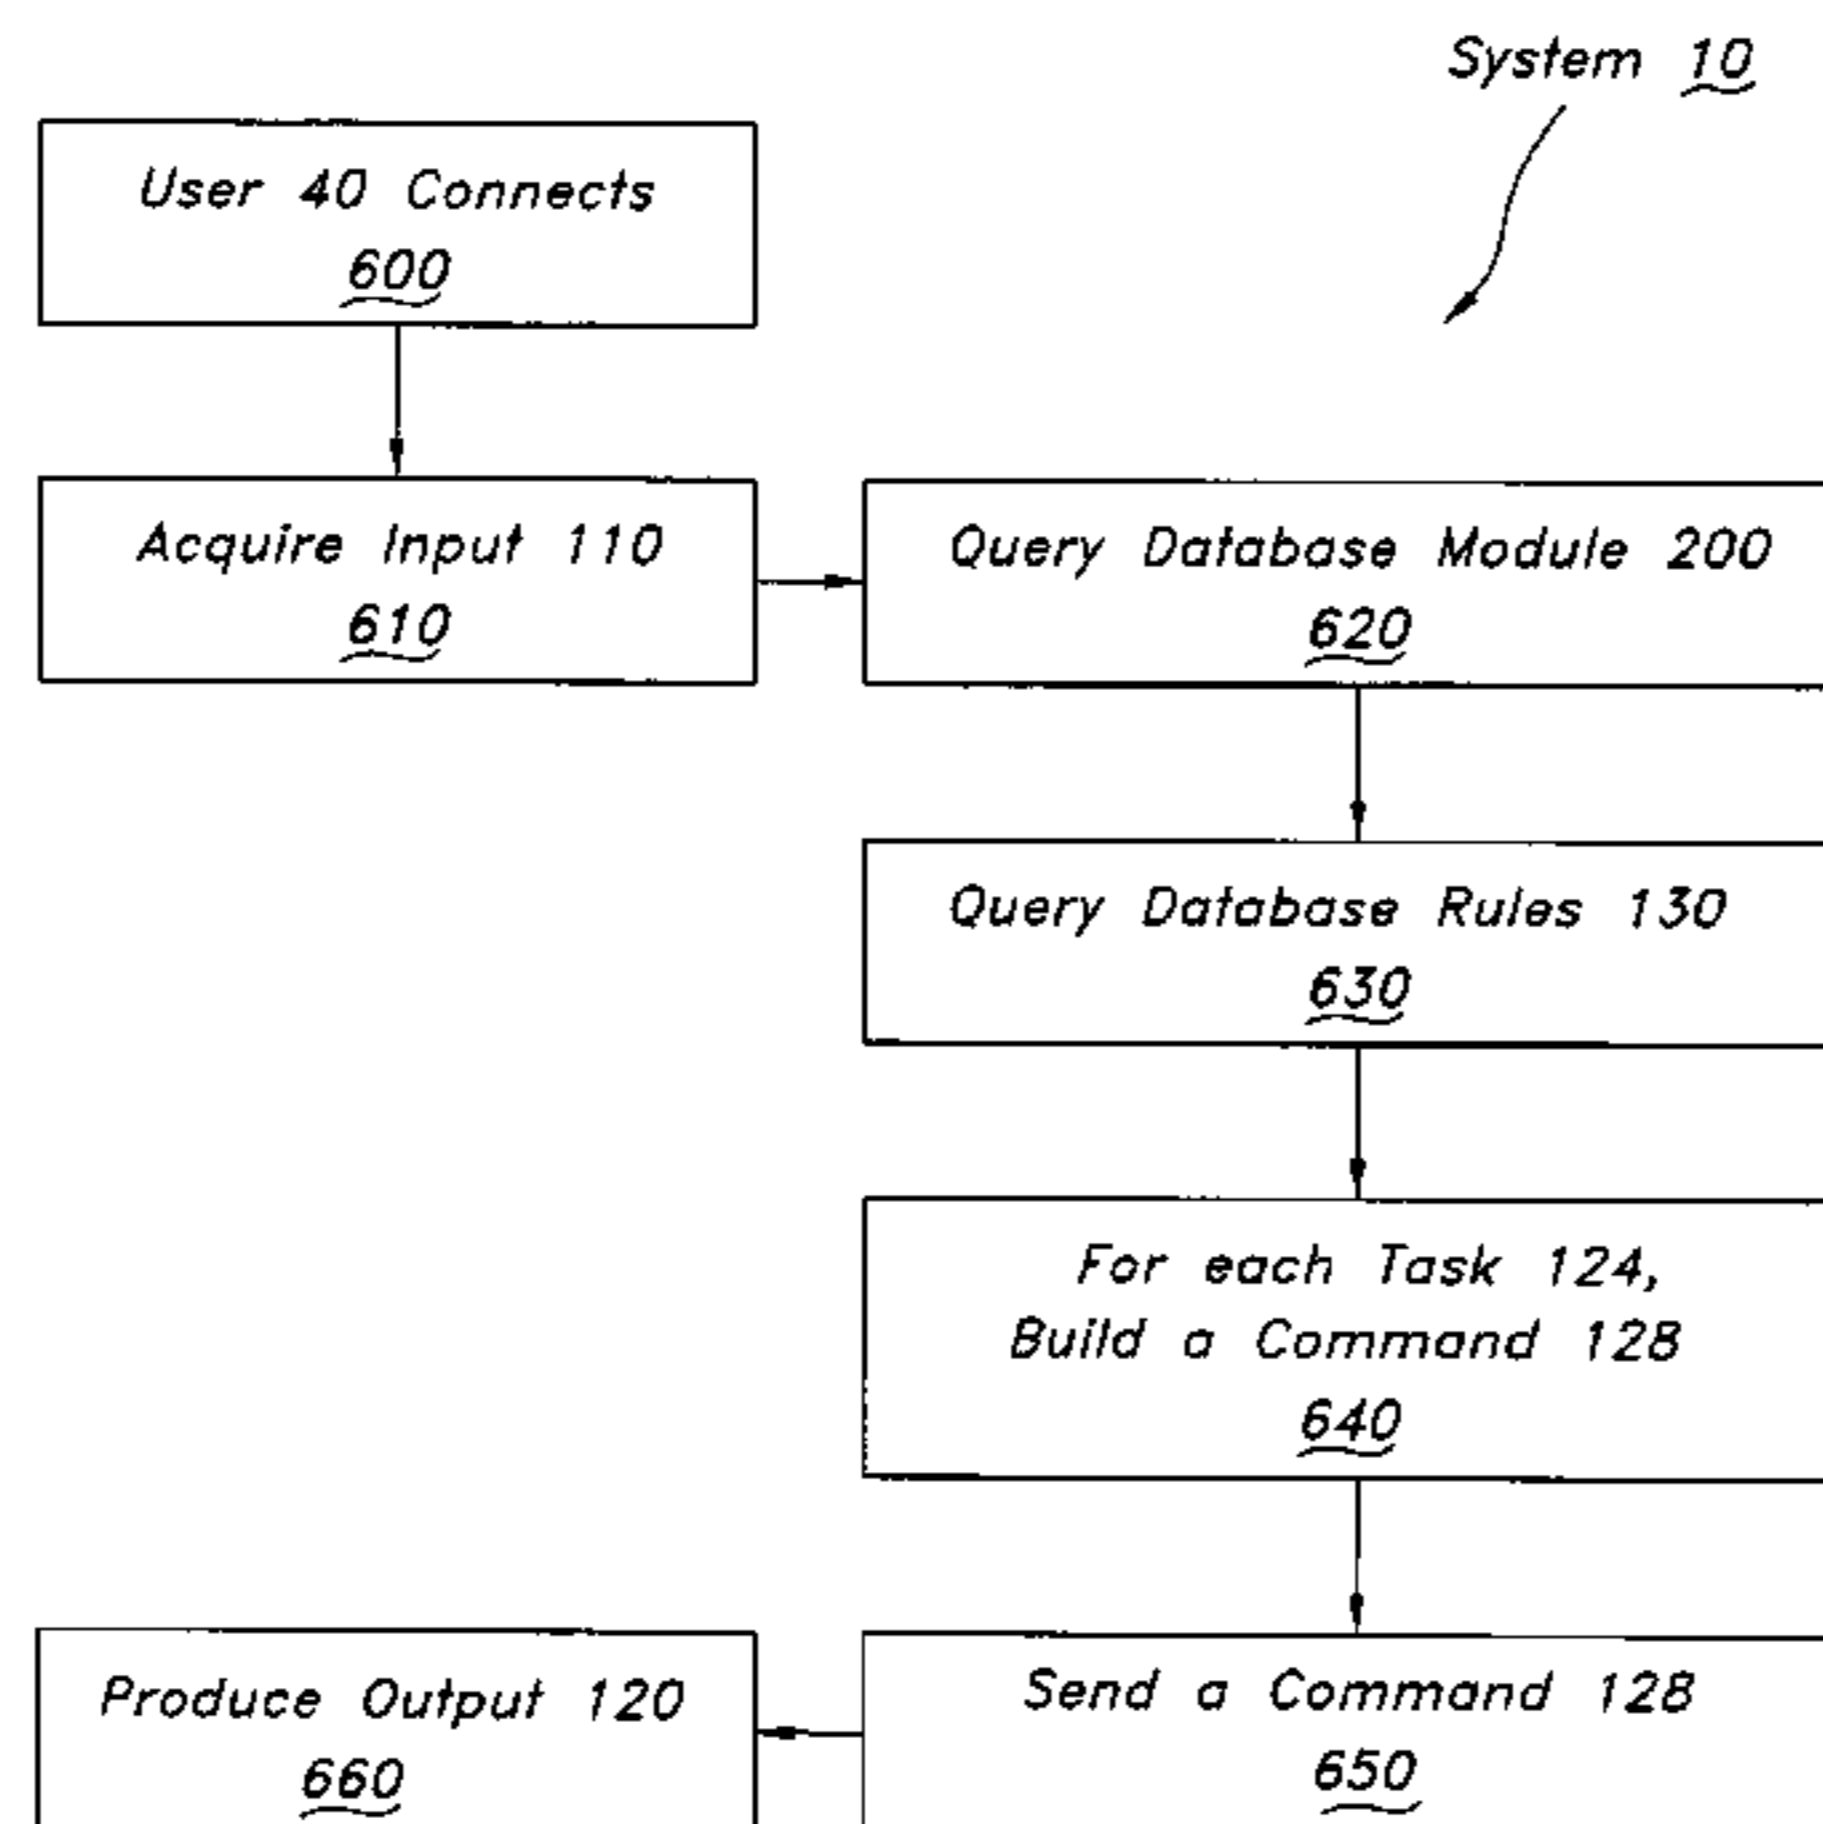 System 10
User 40 Connects
600
Acquire Input 110
610
Query Database Module 200
620
Query Database Rules 130
630
For each Task 124,
Build a Command 128
640
Send a Command 128
650
Produce Output 120
660